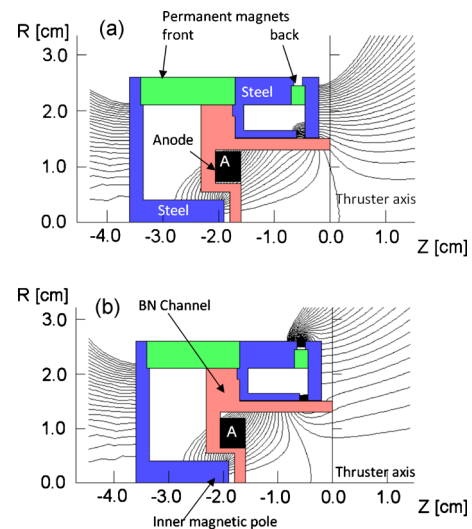 Permanent magnets
R [cm] (a) front back
3.0
Steel
2.0
Anode
A
1.0
Thruster axis
Steel
0.0
-4.0 -3.0 -2.0 -1.0 0.0 1.0
Z [cm]
R [cm] (b)
BN Channel
3.0
2.0
1.0
A
Thruster axis
0.0
-4.0 -3.0 -2.0 -1.0 0.0 1.0
Inner magnetic pole Z [cm]